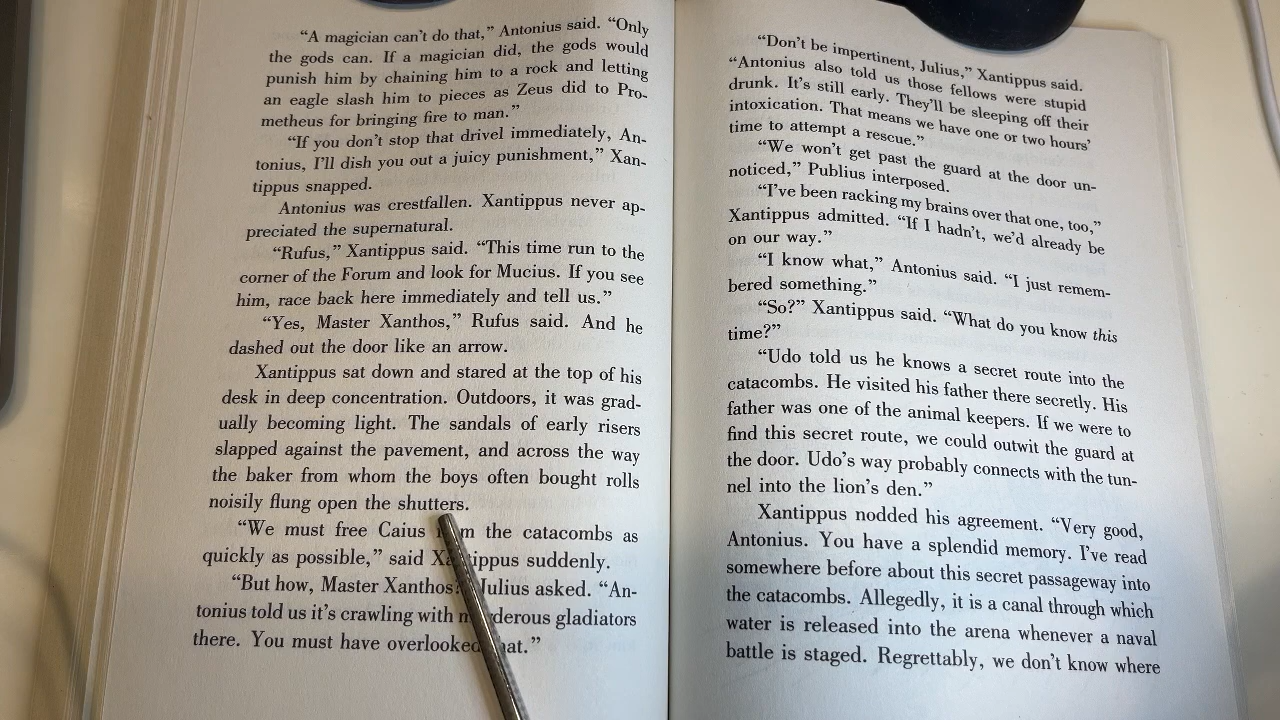 “A magician can’t do that,” Antonius said. “Only
the gods can. If a magician did, the gods would
punish him by chaining him to a rock and letting
an eagle slash him to pieces as Zeus did to Pro-
metheus for bringing fire to man.”
“If you don’t stop that drivel immediately, An-
tonius, I’ll dish you out a juicy punishment,” Xan-
tippus snapped.
Antonius was crestfallen. Xantippus never ap-
preciated the supernatural.
“Rufus,” Xantippus said. “This time run to the
corner of the Forum and look for Mucius. If you see
him, race back here immediately and tell us.”
“Yes, Master Xanthos,” Rufus said. And he
dashed out the door like an arrow.
Xantippus sat down and stared at the top of his
desk in deep concentration. Outdoors, it was grad-
ually becoming light. The sandals of early risers
slapped against the pavement, and across the way
the baker from whom the boys often bought rolls
noisily flung open the shutters.
“We must free Caius the catacombs as
quickly as possible,” said Xantippus suddenly.
“But how, Master Xanthos?” Julius asked. “An-
tonius told us it’s crawling with murderous gladiators
there. You must have overlooked that.”
“Don’t be impertinent, Julius,” Xantippus said.
“Antonius also told us those fellows were stupid
drunk. It’s still early. They’ll be sleeping off their
intoxication. That means we have one or two hours’
time to attempt a rescue.”
“We won’t get past the guard at the door un-
noticed,” Publius interposed.
“I’ve been racking my brains over that one, too,”
Xantippus admitted. “If I hadn’t, we’d already be
on our way.”
“I know what,” Antonius said. “I just remem-
bered something.”
“So?” Xantippus said. “What do you know this
time?”
“Udo told us he knows a secret route into the
catacombs. He visited his father there secretly. His
father was one of the animal keepers. If we were to
find this secret route, we could outwit the guard at
the door. Udo’s way probably connects with the tun-
nel into the lion’s den.”
Xantippus nodded his agreement. “Very good,
Antonius. You have a splendid memory. I’ve read
somewhere before about this secret passageway into
the catacombs. Allegedly, it is a canal through which
water is released into the arena whenever a naval
battle is staged. Regrettably, we don’t know where